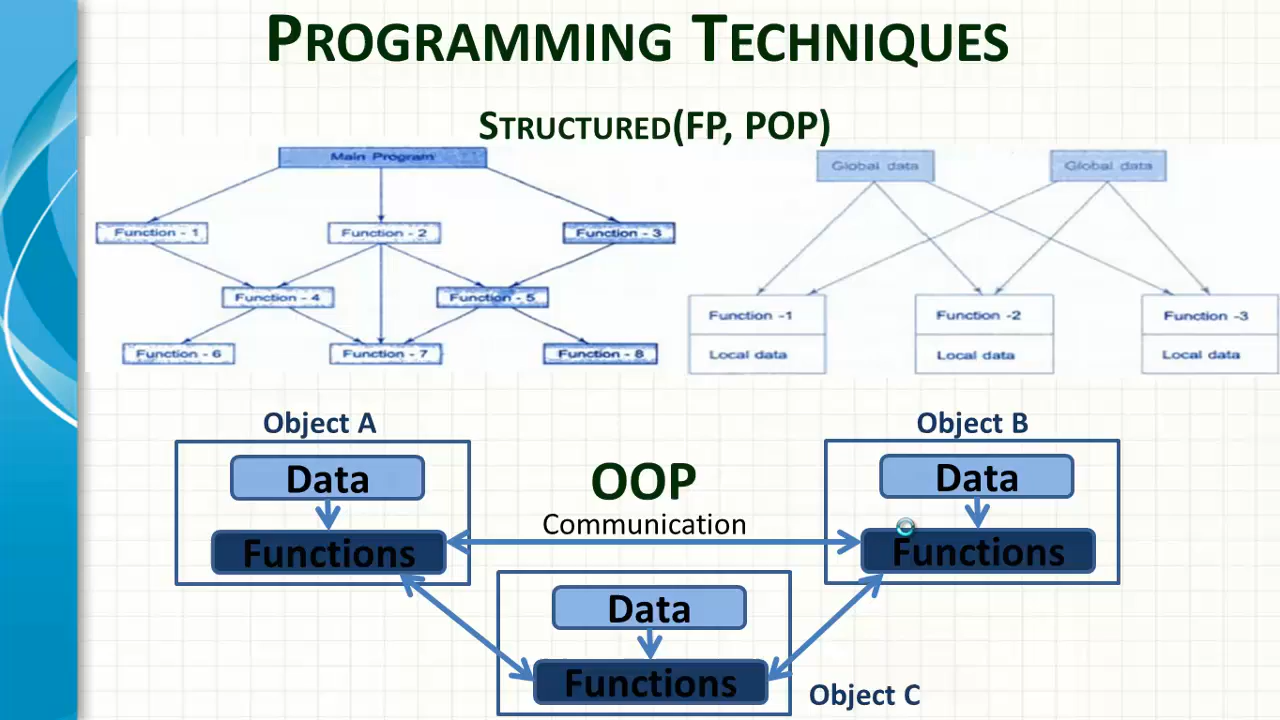 PROGRAMMING TECHNIQUES
STRUCTURED(FP, POP)
Main Program
Function - 1
Function - 2
Function - 3
Function - 4
Function - 5
Function - 6
Function - 7
Function - 8
Global data
Global data
Function -1
Function -2
Function -3
Local data
Local data
Local data
Object A
Data
Functions
OOP
Communication
Object B
Data
Functions
Data
Functions
Object C